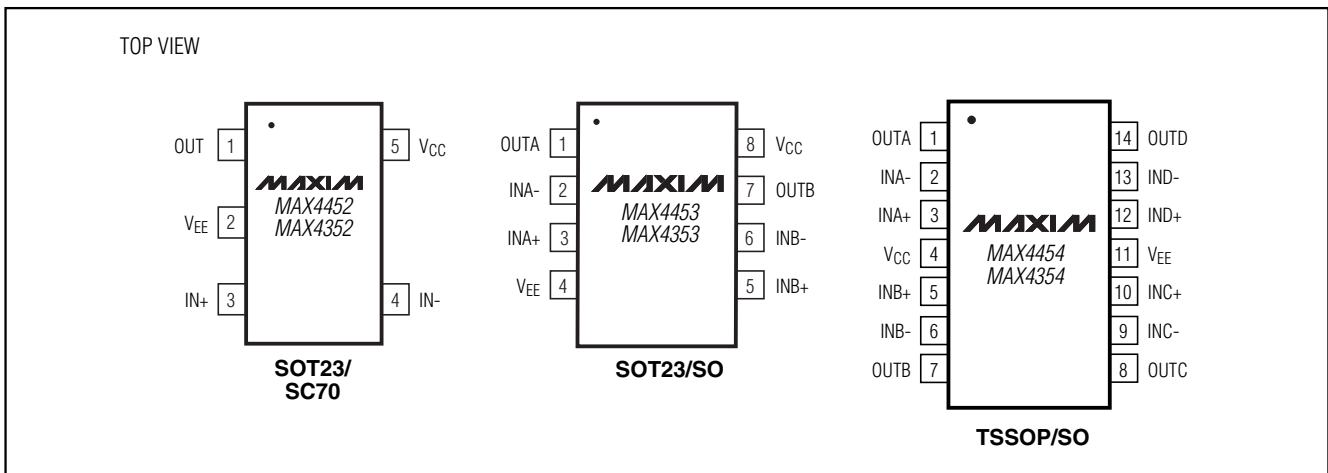 TOP VIEW
OUT 1
VEE 2
IN+ 3
5 VCC
4 IN-
MAXIM
MAX4452
MAX4352
SOT23/
SC70
OUTA 1
INA- 2
INA+ 3
VEE 4
8 VCC
7 OUTB
6 INB-
5 INB+
MAXIM
MAX4453
MAX4353
SOT23/SO
OUTA 1
INA- 2
INA+ 3
VCC 4
INB+ 5
INB- 6
OUTB 7
14 OUTD
13 IND-
12 IND+
11 VEE
10 INC+
9 INC-
8 OUTC
MAXIM
MAX4454
MAX4354
TSSOP/SO